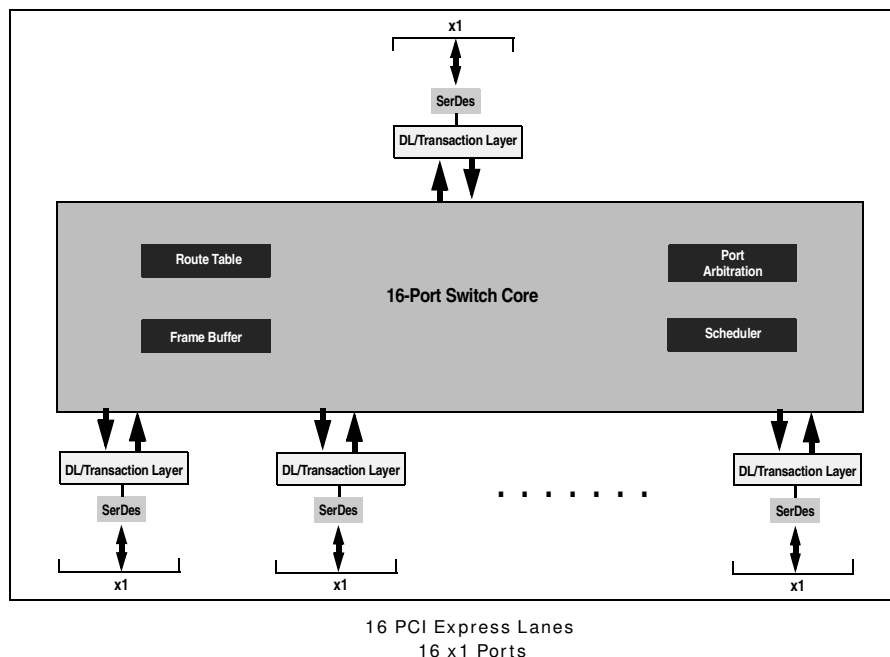 x1
SerDes
DL/Transaction Layer
Route Table
Port
Arbitration
16-Port Switch Core
Frame Buffer
Scheduler
DL/Transaction Layer
DL/Transaction Layer
DL/Transaction Layer
. . . . . . .
SerDes
SerDes
SerDes
x1
x1
x1
16 PCI Express Lanes
16 x1 Ports